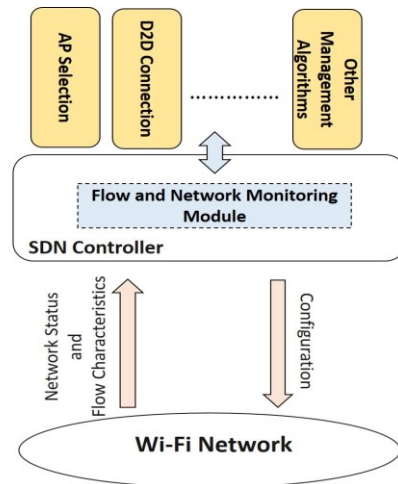 AP Selection
D2D Connection
................
Other
Management
Algorithms
Flow and Network Monitoring
Module
SDN Controller
Network Status
and
Flow Characteristics
Configuration
Wi-Fi Network